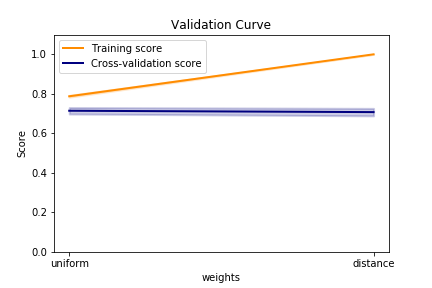 Validation Curve
Training score
Cross-validation score
1.0
0.8
0.6
0.4
0.2
0.0
Score
uniform
distance
weights